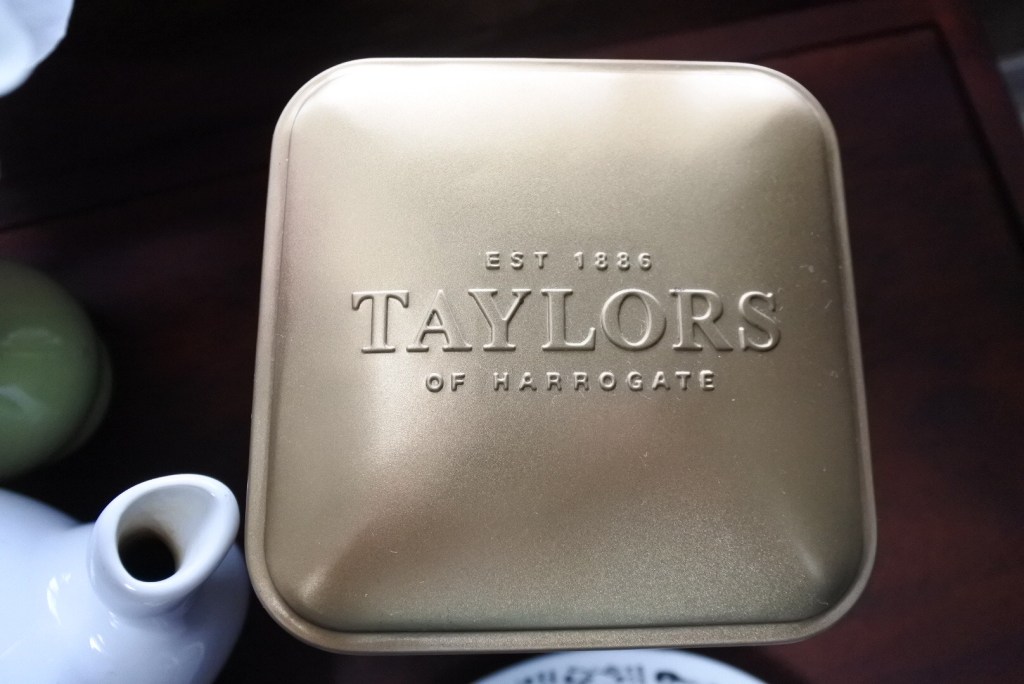 EST 1886
TAYLORS
OF HARROGATE